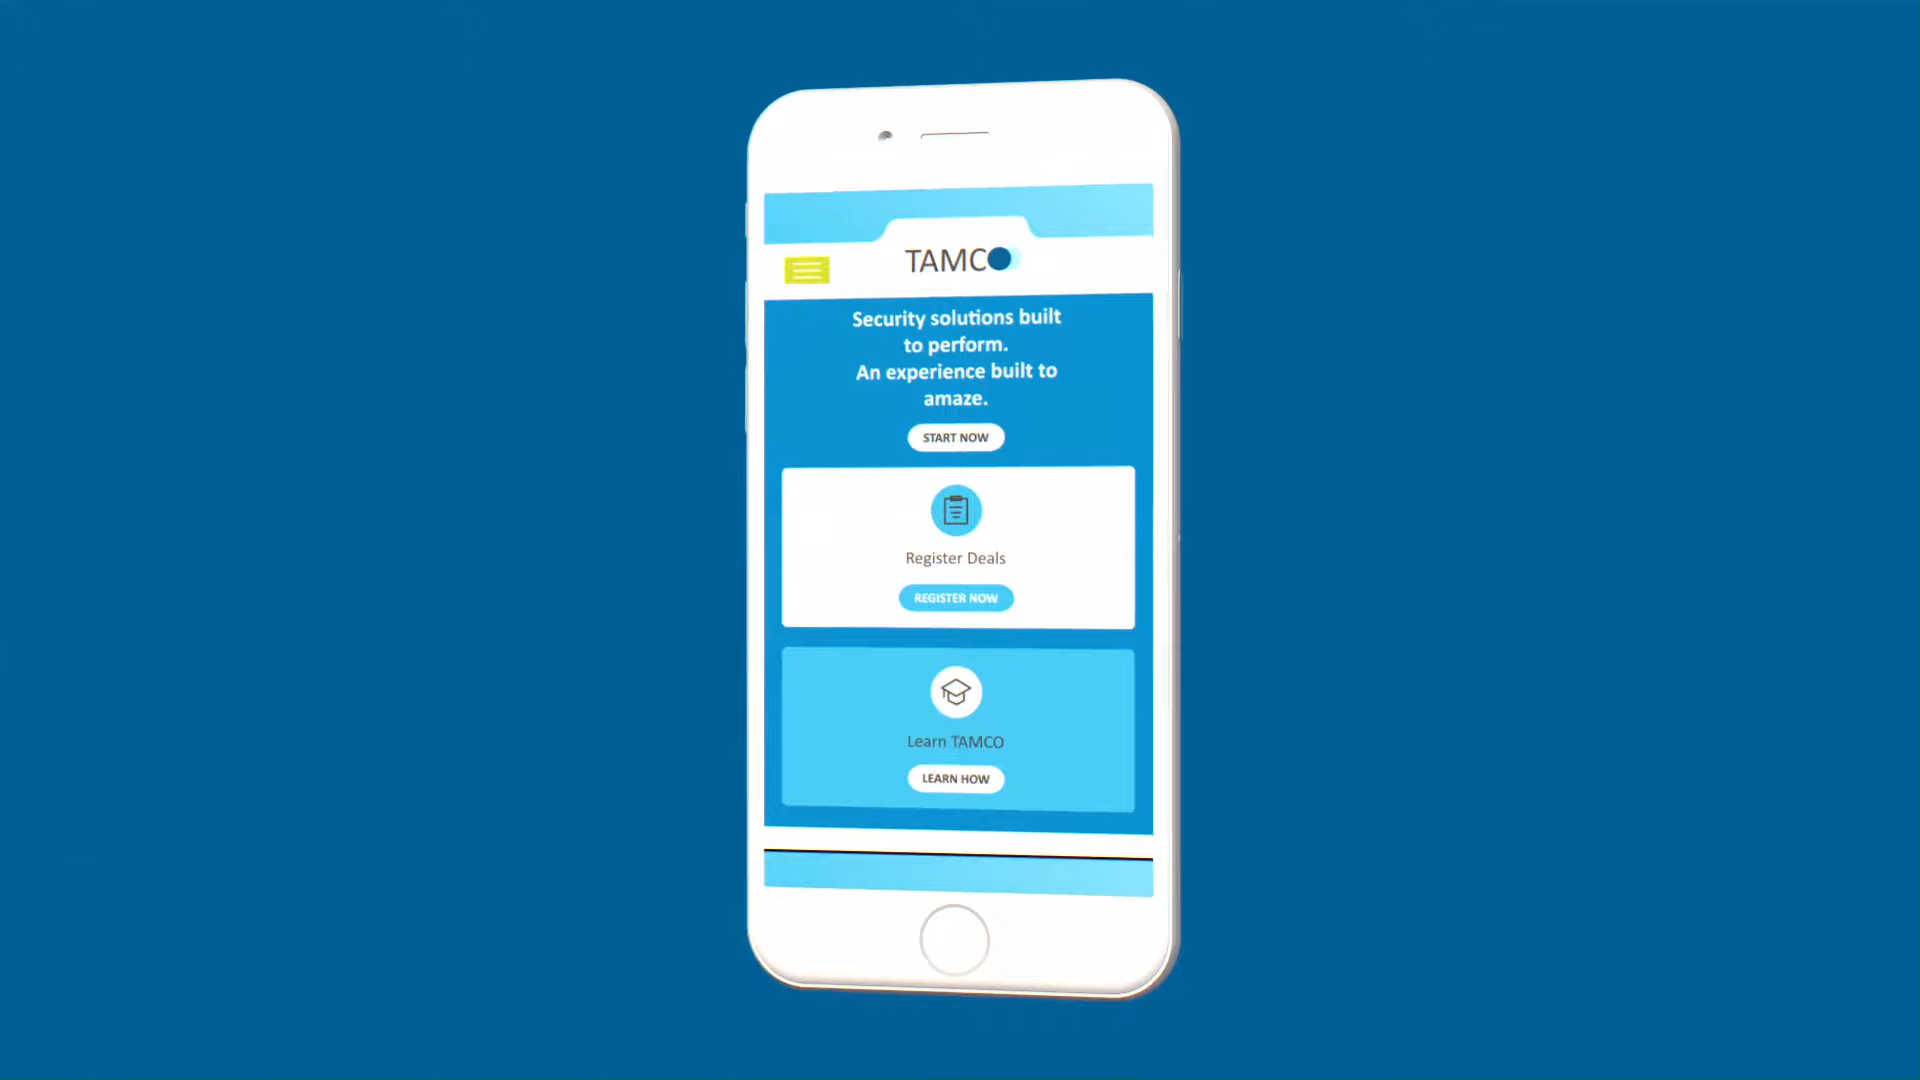 TAMCO
Security solutions built
to perform.
An experience built to
amaze.
START NOW
Register Deals
REGISTER NOW
Learn TAMCO
LEARN HOW